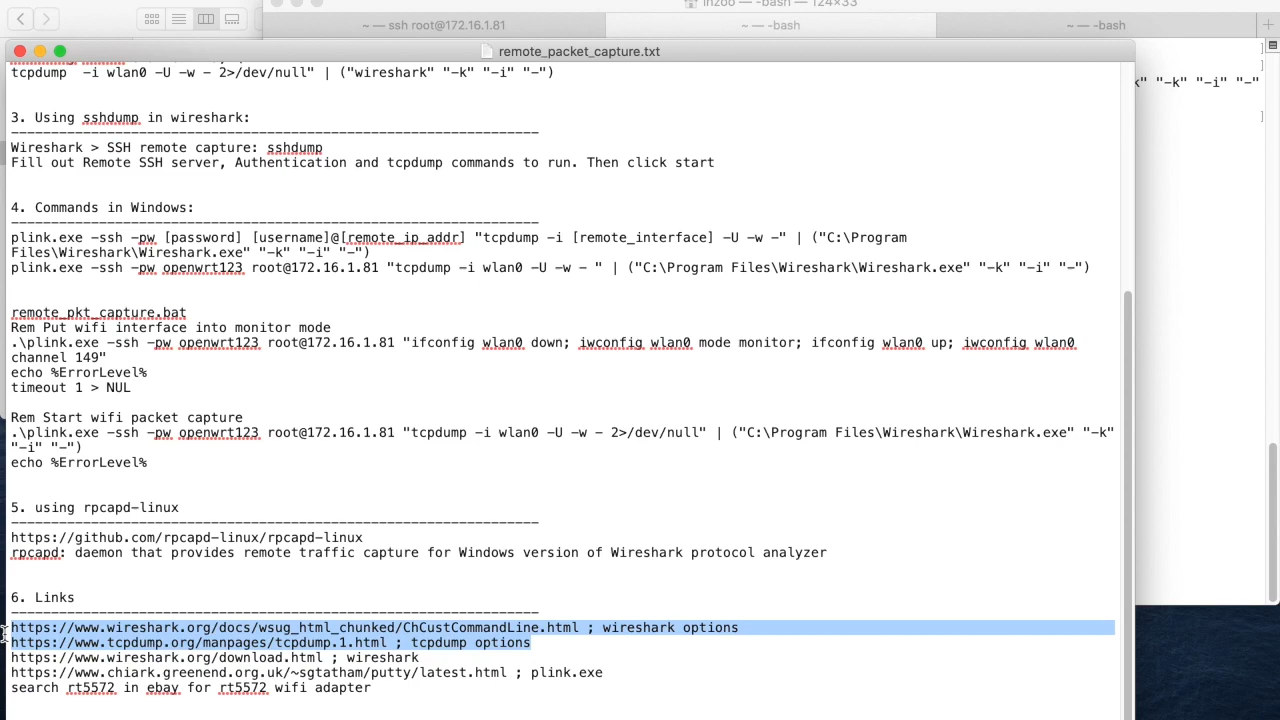 inzoo — -bash — 124×33
~ — ssh root@172.16.1.81
~ — -bash
~ — -bash
remote_packet_capture.txt
tcpdump  -i wlan0 -U -w - 2>/dev/null" | ("wireshark" "-k" "-i" "-")
k" "-k" "-i" "-"
3. Using sshdump in wireshark:
------------------------------------------------------------------
Wireshark > SSH remote capture: sshdump
Fill out Remote SSH server, Authentication and tcpdump commands to run. Then click start
4. Commands in Windows:
------------------------------------------------------------------
plink.exe -ssh -pw [password] [username]@[remote_ip_addr] "tcpdump -i [remote_interface] -U -w -" | ("C:\Program
Files\Wireshark\Wireshark.exe" "-k" "-i" "-")
plink.exe -ssh -pw openwrt123 root@172.16.1.81 "tcpdump -i wlan0 -U -w - " | ("C:\Program Files\Wireshark\Wireshark.exe" "-k" "-i" "-")
remote_pkt_capture.bat
Rem Put wifi interface into monitor mode
.\plink.exe -ssh -pw openwrt123 root@172.16.1.81 "ifconfig wlan0 down; iwconfig wlan0 mode monitor; ifconfig wlan0 up; iwconfig wlan0
channel 149"
echo %ErrorLevel%
timeout 1 > NUL
Rem Start wifi packet capture
.\plink.exe -ssh -pw openwrt123 root@172.16.1.81 "tcpdump -i wlan0 -U -w - 2>/dev/null" | ("C:\Program Files\Wireshark\Wireshark.exe" "-k"
"-i" "-")
echo %ErrorLevel%
5. using rpcapd-linux
------------------------------------------------------------------
https://github.com/rpcapd-linux/rpcapd-linux
rpcapd: daemon that provides remote traffic capture for Windows version of Wireshark protocol analyzer
6. Links
------------------------------------------------------------------
https://www.wireshark.org/docs/wsug_html_chunked/ChCustCommandLine.html ; wireshark options
https://www.tcpdump.org/manpages/tcpdump.1.html ; tcpdump options
https://www.wireshark.org/download.html ; wireshark
https://www.chiark.greenend.org.uk/~sgtatham/putty/latest.html ; plink.exe
search rt5572 in ebay for rt5572 wifi adapter